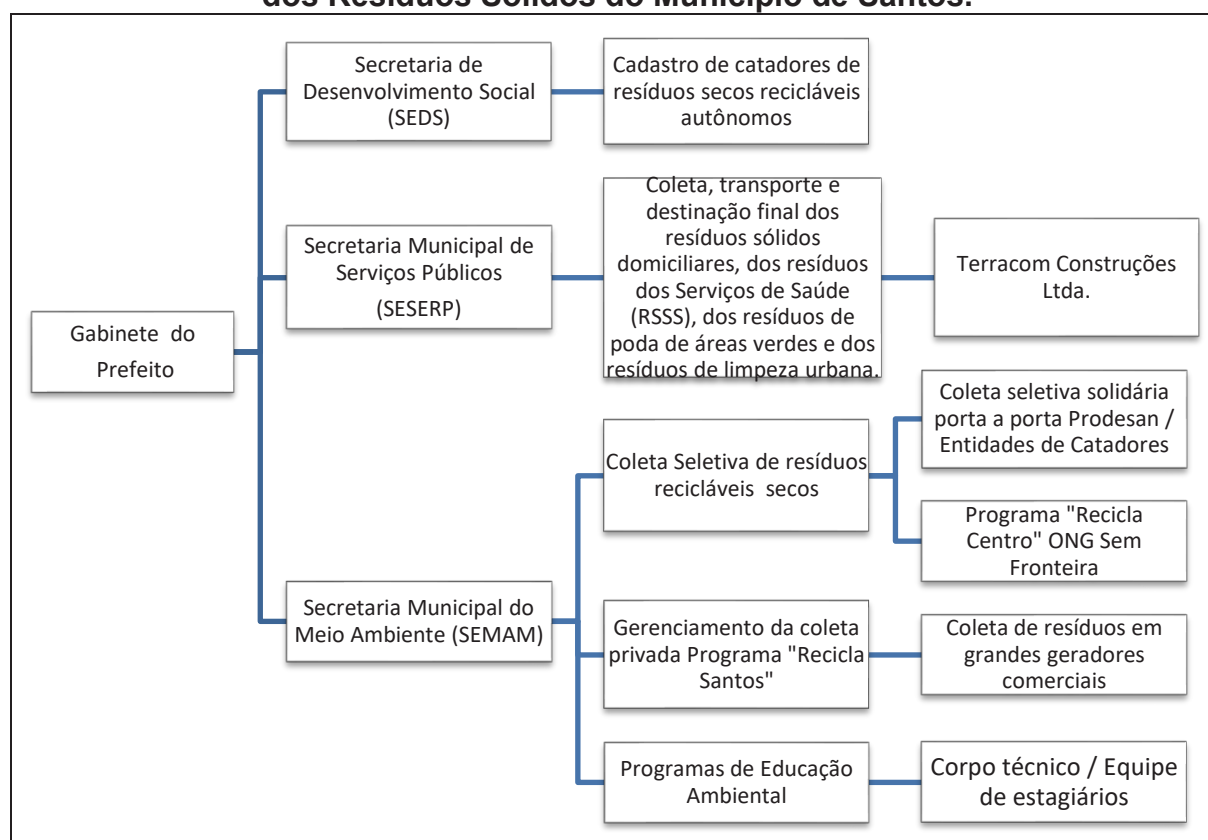 dos Resíduos Sólidos do Município de Santos.
Secretaria de
Desenvolvimento Social
(SEDS)
Cadastro de catadores de
resíduos secos recicláveis
autônomos
Secretaria Municipal de
Serviços Públicos
(SESERP)
Coleta, transporte e
destinação final dos
resíduos sólidos
domiciliares, dos resíduos
dos Serviços de Saúde
(RSSS), dos resíduos de
poda de áreas verdes e dos
resíduos de limpeza urbana.
Terracom Construções
Ltda.
Gabinete do
Prefeito
Coleta Seletiva de resíduos
recicláveis secos
Coleta seletiva solidária
porta a porta Prodesan /
Entidades de Catadores
Programa "Recicla
Centro" ONG Sem
Fronteira
Secretaria Municipal do
Meio Ambiente (SEMAM)
Gerenciamento da coleta
privada Programa "Recicla
Santos"
Coleta de resíduos em
grandes geradores
comerciais
Programas de Educação
Ambiental
Corpo técnico / Equipe
de estagiários